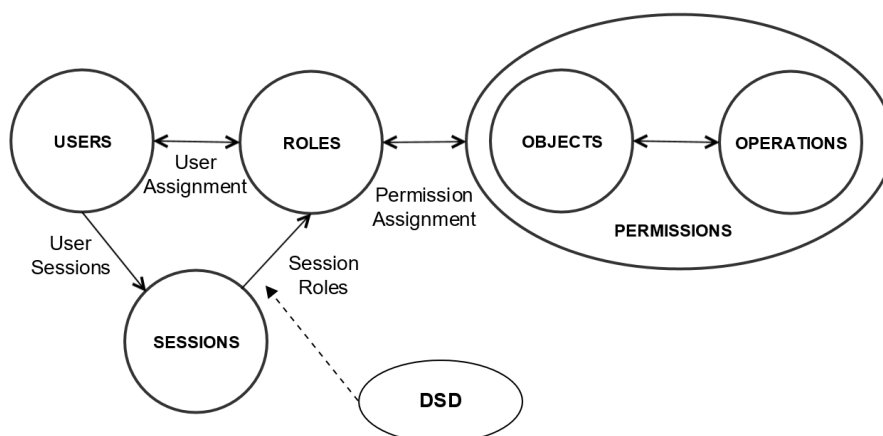 USERS
User
Assignment
ROLES
Permission
Assignment
OBJECTS
OPERATIONS
PERMISSIONS
User
Sessions
Session
Roles
SESSIONS
DSD